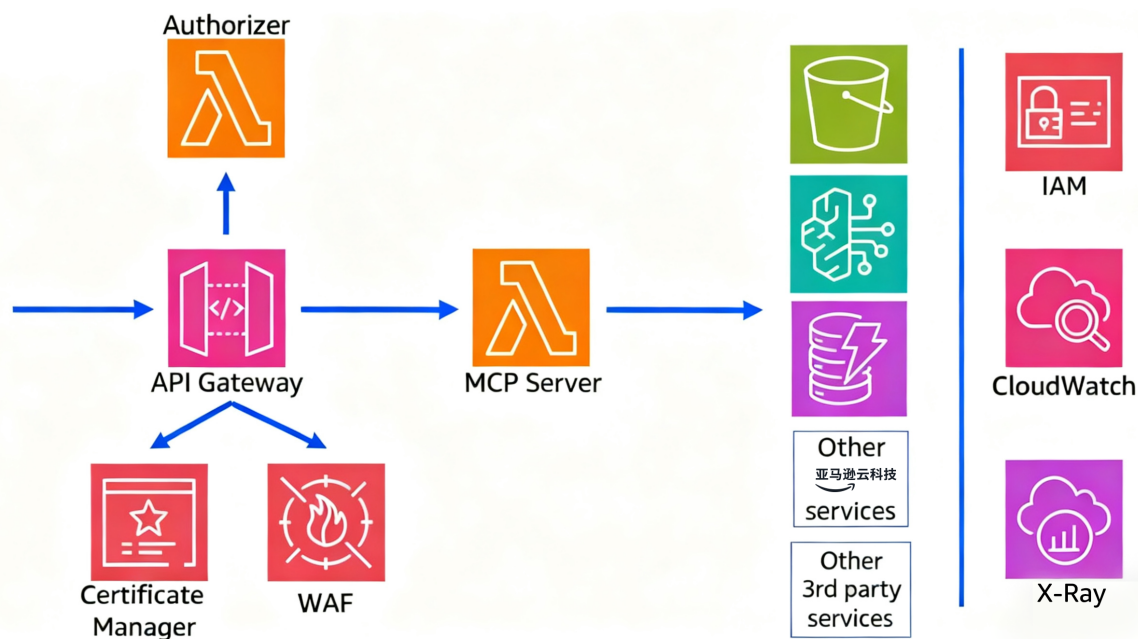 Authorizer
</>
API Gateway
MCP Server
Certificate
Manager
WAF
Other
亚马逊云科技
services
Other
3rd party
services
IAM
CloudWatch
X-Ray